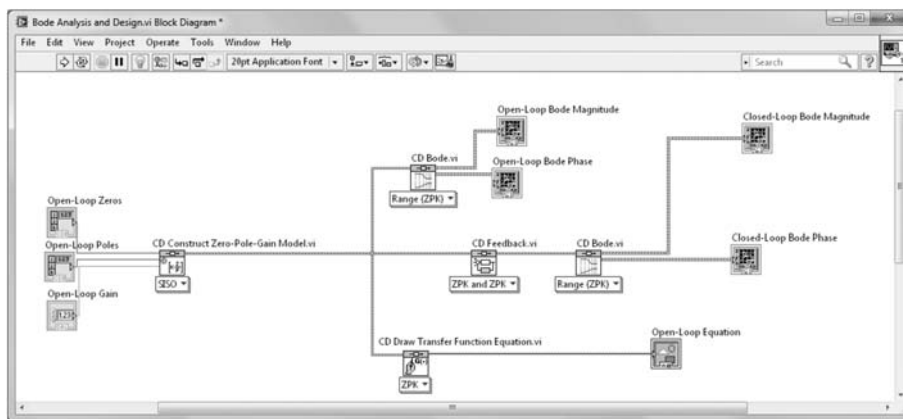 Bode Analysis and Design.vi Block Diagram *
File Edit View Project Operate Tools Window Help
20pt Application Font
Search
Open-Loop Bode Magnitude
Closed-Loop Bode Magnitude
CD Bode.vi
Open-Loop Bode Phase
Range (ZPK)
Open-Loop Zeros
Open-Loop Poles
CD Construct Zero-Pole-Gain Model.vi
CD Feedback.vi
CD Bode.vi
Closed-Loop Bode Phase
SISO
ZPK and ZPK
Range (ZPK)
Open-Loop Gain
1.23
CD Draw Transfer Function Equation.vi
Open-Loop Equation
ZPK